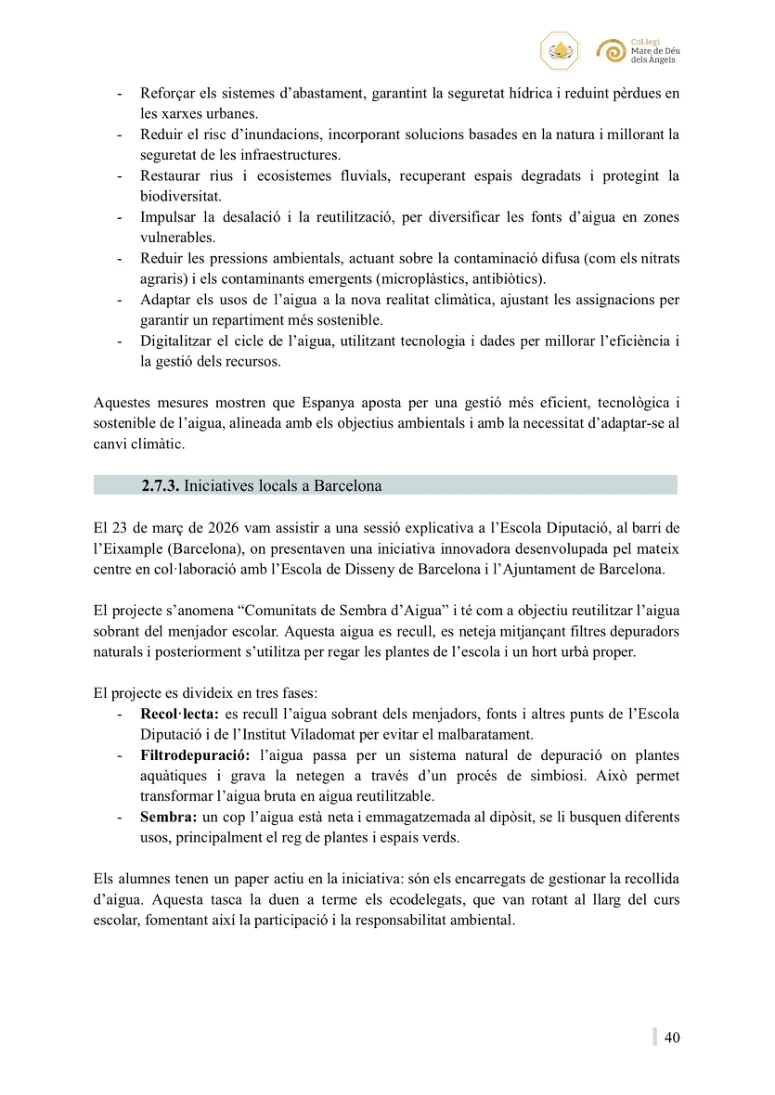 Col·legi
Mare de Déu
dels Àngels
- Reforçar els sistemes d’abastament, garantint la seguretat hídrica i reduint pèrdues en
les xarxes urbanes.
- Reduir el risc d’inundacions, incorporant solucions basades en la natura i millorant la
seguretat de les infraestructures.
- Restaurar rius i ecosistemes fluvials, recuperant espais degradats i protegint la
biodiversitat.
- Impulsar la desalació i la reutilització, per diversificar les fonts d’aigua en zones
vulnerables.
- Reduir les pressions ambientals, actuant sobre la contaminació difusa (com els nitrats
agraris) i els contaminants emergents (microplàstics, antibiòtics).
- Adaptar els usos de l’aigua a la nova realitat climàtica, ajustant les assignacions per
garantir un repartiment més sostenible.
- Digitalitzar el cicle de l’aigua, utilitzant tecnologia i dades per millorar l’eficiència i
la gestió dels recursos.
Aquestes mesures mostren que Espanya aposta per una gestió més eficient, tecnològica i
sostenible de l’aigua, alineada amb els objectius ambientals i amb la necessitat d’adaptar-se al
canvi climàtic.
2.7.3. Iniciatives locals a Barcelona
El 23 de març de 2026 vam assistir a una sessió explicativa a l’Escola Diputació, al barri de
l’Eixample (Barcelona), on presentaven una iniciativa innovadora desenvolupada pel mateix
centre en col·laboració amb l’Escola de Disseny de Barcelona i l’Ajuntament de Barcelona.
El projecte s’anomena “Comunitats de Sembra d’Aigua” i té com a objectiu reutilitzar l’aigua
sobrant del menjador escolar. Aquesta aigua es recull, es neteja mitjançant filtres depuradors
naturals i posteriorment s’utilitza per regar les plantes de l’escola i un hort urbà proper.
El projecte es divideix en tres fases:
- Recol·lecta: es recull l’aigua sobrant dels menjadors, fonts i altres punts de l’Escola
Diputació i de l’Institut Viladomat per evitar el malbaratament.
- Filtrodepuració: l’aigua passa per un sistema natural de depuració on plantes
aquàtiques i grava la netegen a través d’un procés de simbiosi. Això permet
transformar l’aigua bruta en aigua reutilitzable.
- Sembra: un cop l’aigua està neta i emmagatzemada al dipòsit, se li busquen diferents
usos, principalment el reg de plantes i espais verds.
Els alumnes tenen un paper actiu en la iniciativa: són els encarregats de gestionar la recollida
d’aigua. Aquesta tasca la duen a terme els ecodelegats, que van rotant al llarg del curs
escolar, fomentant així la participació i la responsabilitat ambiental.
40